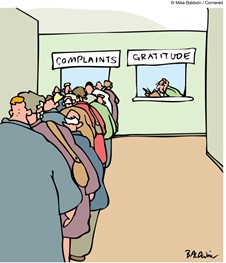 © Mike Baldwin / Cornered
COMPLAINTS
GRATITUDE
BALDWIN